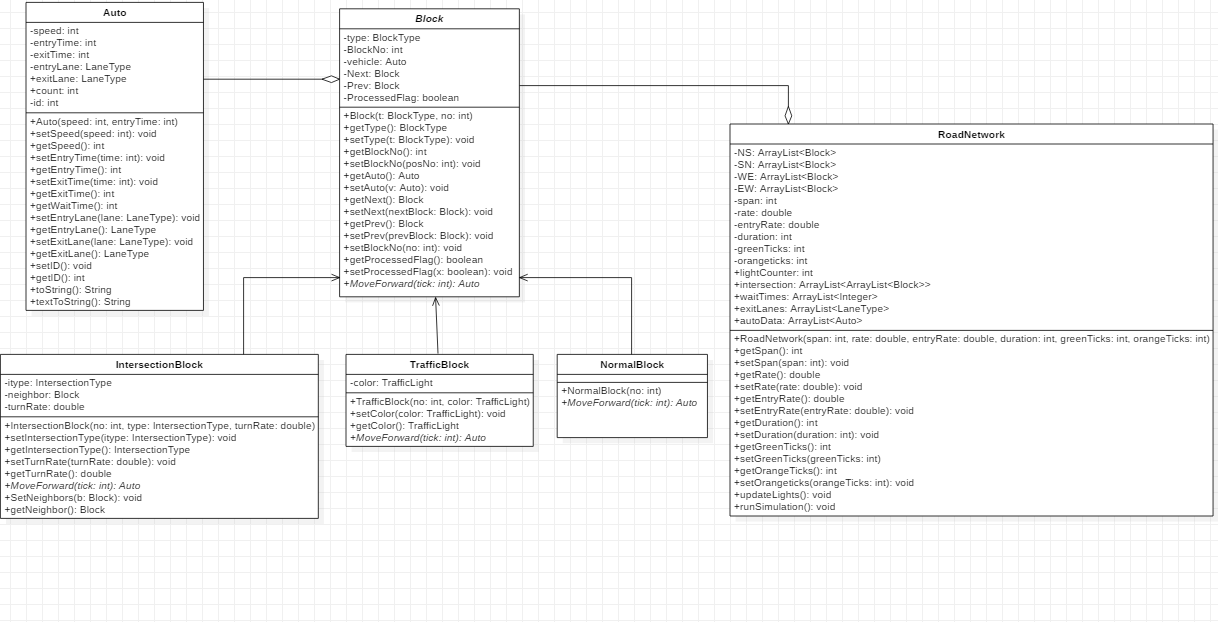 Auto
-speed: int
-entryTime: int
-exitTime: int
-entryLane: LaneType
+exitLane: LaneType
+count: int
-id: int
+Auto(speed: int, entryTime: int)
+setSpeed(speed: int): void
+getSpeed(): int
+setEntryTime(time: int): void
+getEntryTime(): int
+setExitTime(time: int): void
+getExitTime(): int
+getWaitTime(): int
+setEntryLane(lane: LaneType): void
+getEntryLane(): LaneType
+setExitLane(lane: LaneType): void
+getExitLane(): LaneType
+setID(): void
+getID(): int
+toString(): String
+textToString(): String
Block
-type: BlockType
-BlockNo: int
-vehicle: Auto
-Next: Block
-Prev: Block
-ProcessedFlag: boolean
+Block(t: BlockType, no: int)
+getType(): BlockType
+setType(t: BlockType): void
+getBlockNo(): int
+setBlockNo(posNo: int): void
+getAuto(): Auto
+setAuto(v: Auto): void
+getNext(): Block
+setNext(nextBlock: Block): void
+getPrev(): Block
+setPrev(prevBlock: Block): void
+setBlockNo(no: int): void
+getProcessedFlag(): boolean
+setProcessedFlag(x: boolean): void
+MoveForward(tick: int): Auto
RoadNetwork
-NS: ArrayList<Block>
-SN: ArrayList<Block>
-WE: ArrayList<Block>
-EW: ArrayList<Block>
-span: int
-rate: double
-entryRate: double
-duration: int
-greenTicks: int
-orangeticks: int
+lightCounter: int
+intersection: ArrayList<ArrayList<Block>>
+waitTimes: ArrayList<Integer>
+exitLanes: ArrayList<LaneType>
+autoData: ArrayList<Auto>
+RoadNetwork(span: int, rate: double, entryRate: double, duration: int, greenTicks: int, orangeTicks: int)
+getSpan(): int
+setSpan(span: int): void
+getRate(): double
+setRate(rate: double): void
+getEntryRate(): double
+setEntryRate(entryRate: double): void
+getDuration(): int
+setDuration(duration: int): void
+getGreenTicks(): int
+setGreenTicks(greenTicks: int)
+getOrangeTicks(): int
+setOrangeticks(orangeTicks: int): void
+updateLights(): void
+runSimulation(): void
IntersectionBlock
-itype: IntersectionType
-neighbor: Block
-turnRate: double
+IntersectionBlock(no: int, type: IntersectionType, turnRate: double)
+setIntersectionType(itype: IntersectionType): void
+getIntersectionType(): IntersectionType
+setTurnRate(turnRate: double): void
+getTurnRate(): double
+MoveForward(tick: int): Auto
+SetNeighbors(b: Block): void
+getNeighbor(): Block
TrafficBlock
-color: TrafficLight
+TrafficBlock(no: int, color: TrafficLight)
+setColor(color: TrafficLight): void
+getColor(): TrafficLight
+MoveForward(tick: int): Auto
NormalBlock
+NormalBlock(no: int)
+MoveForward(tick: int): Auto